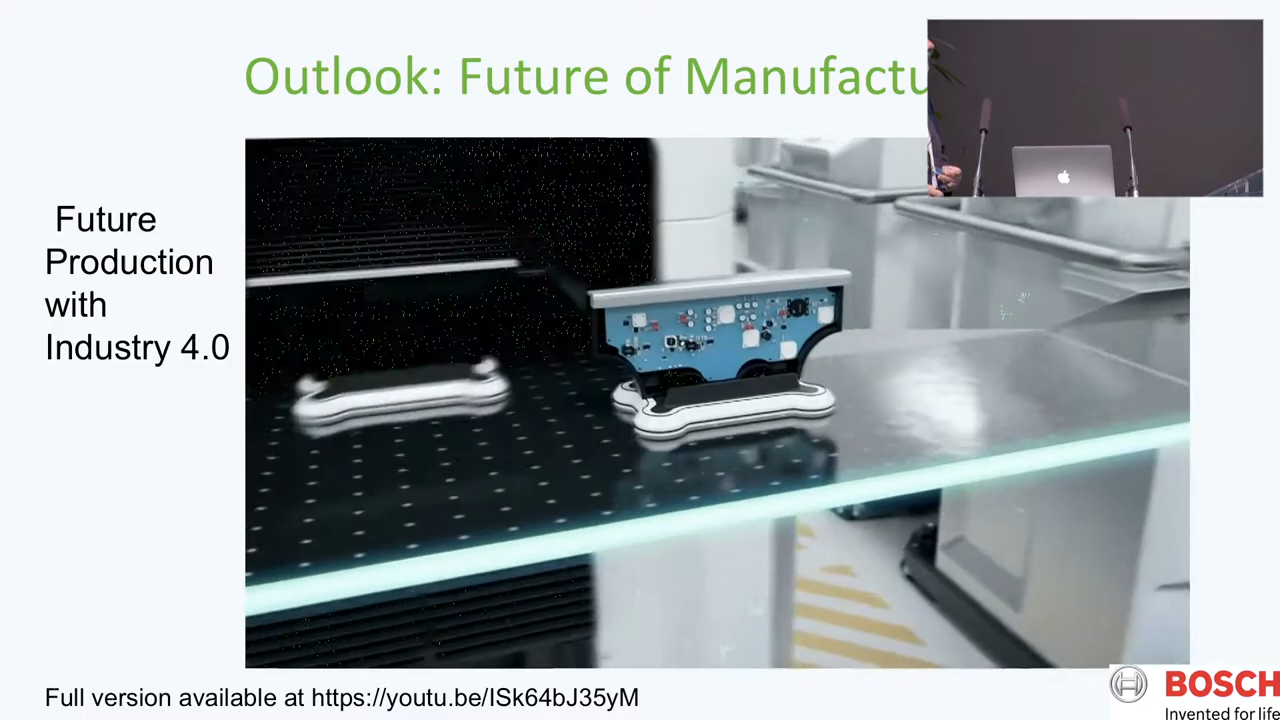 Outlook: Future of Manufactu
Future
Production
with
Industry 4.0
Full version available at https://youtu.be/ISk64bJ35yM
BOSCH
Invented for life